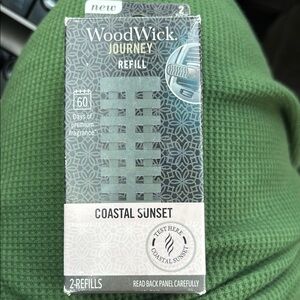 new
2
WoodWick.
JOURNEY
REFILL
60
Days of
premium
fragrance
COASTAL SUNSET
TEST HERE
COASTAL SUNSET
2 REFILLS
READ BACK PANEL CAREFULLY